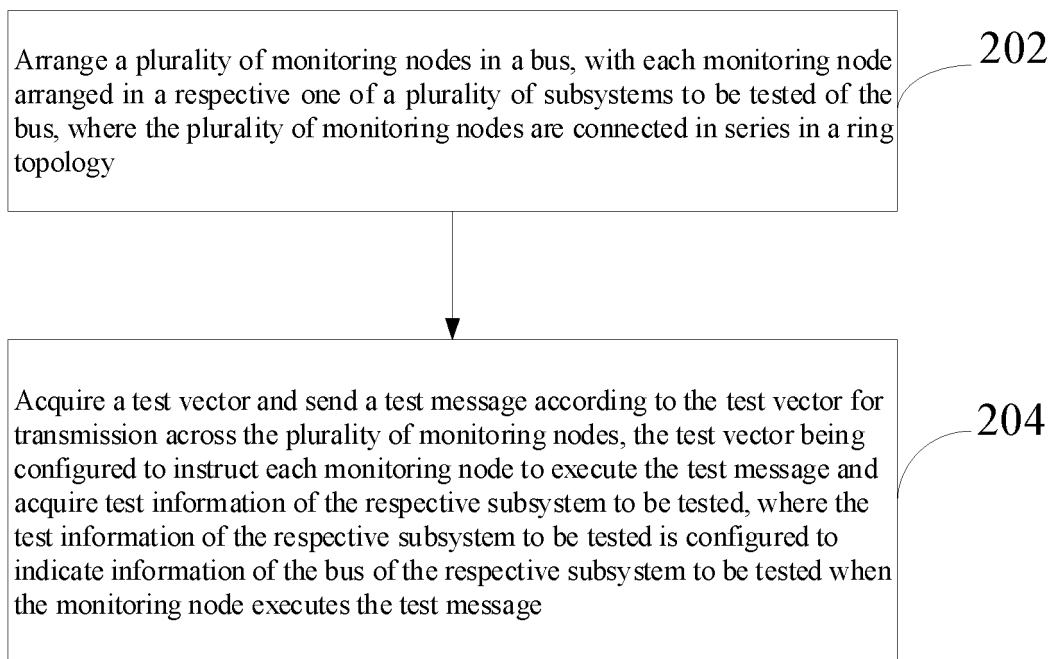 Arrange a plurality of monitoring nodes in a bus, with each monitoring node
arranged in a respective one of a plurality of subsystems to be tested of the
bus, where the plurality of monitoring nodes are connected in series in a ring
topology
202
Acquire a test vector and send a test message according to the test vector for
transmission across the plurality of monitoring nodes, the test vector being
configured to instruct each monitoring node to execute the test message and
acquire test information of the respective subsystem to be tested, where the
test information of the respective subsystem to be tested is configured to
indicate information of the bus of the respective subsystem to be tested when
the monitoring node executes the test message
204